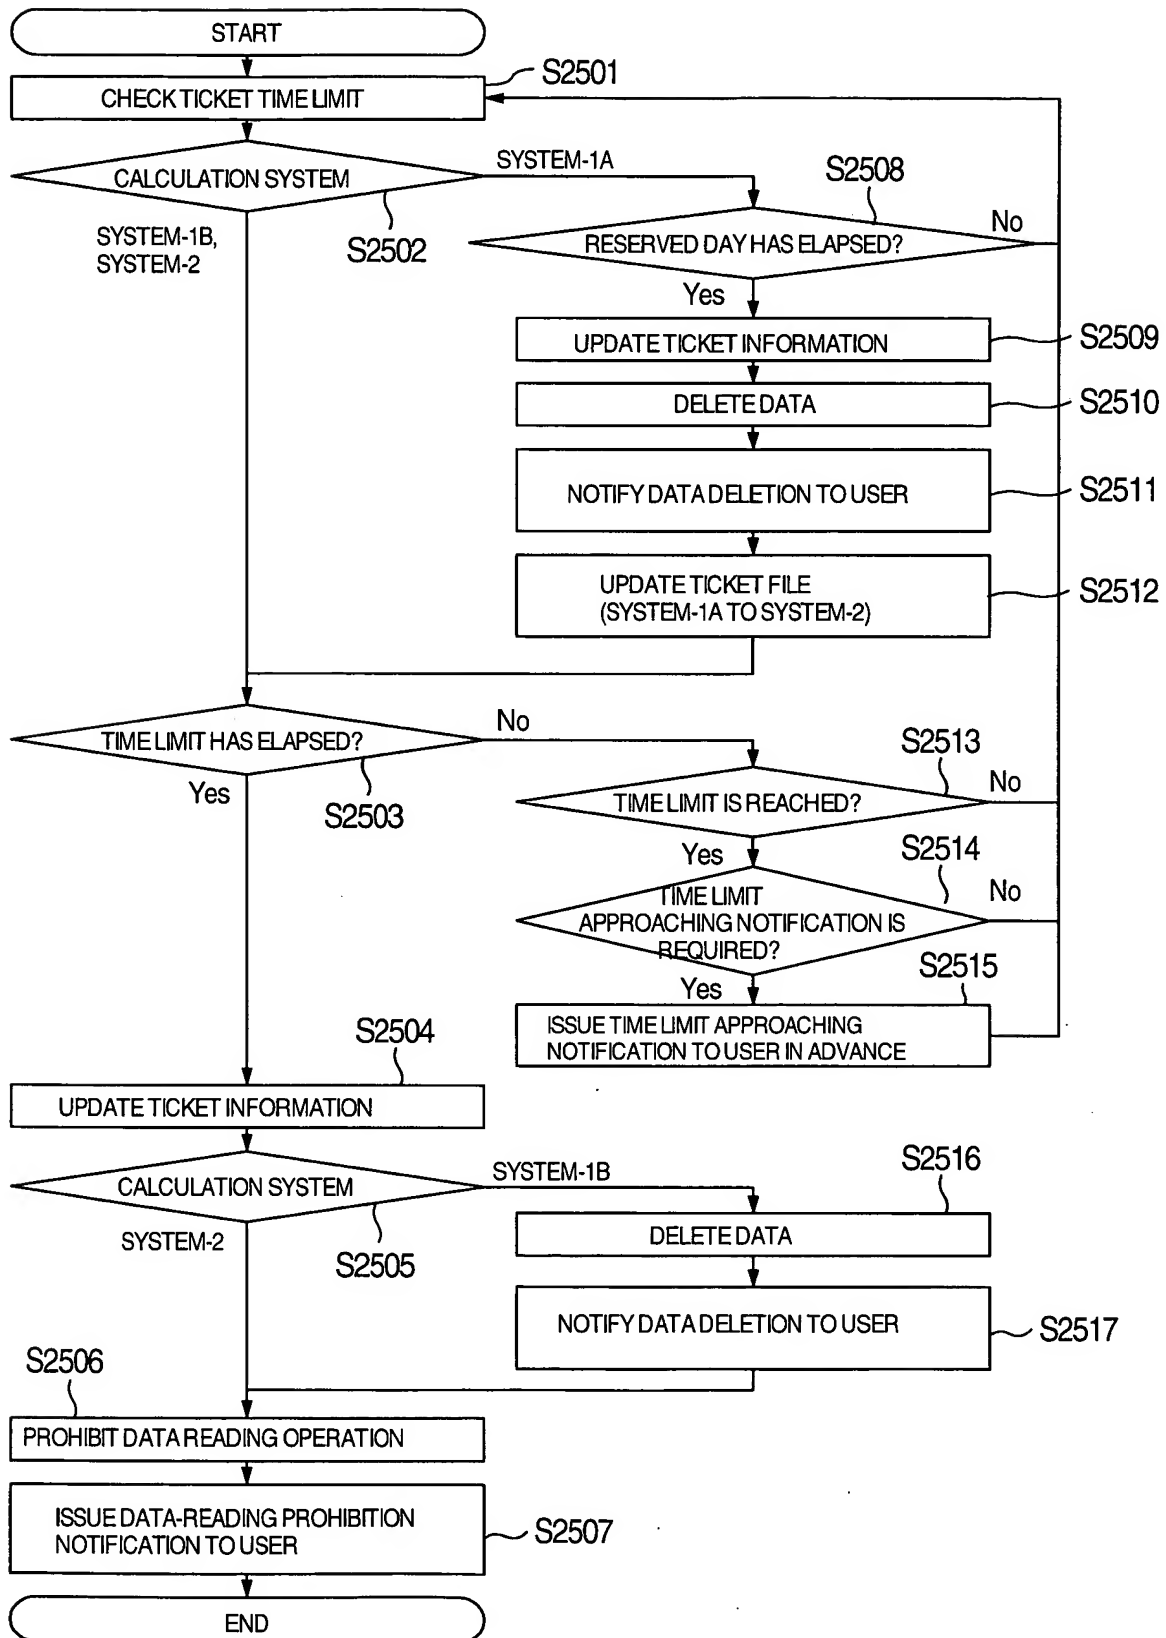 START
S2501
CHECK TICKET TIME LIMIT
CALCULATION SYSTEM
SYSTEM-1A
S2502
SYSTEM-1B,
SYSTEM-2
S2508
RESERVED DAY HAS ELAPSED?
No
Yes
UPDATE TICKET INFORMATION
S2509
DELETE DATA
S2510
NOTIFY DATA DELETION TO USER
S2511
UPDATE TICKET FILE
(SYSTEM-1A TO SYSTEM-2)
S2512
TIME LIMIT HAS ELAPSED?
No
Yes
S2503
S2513
TIME LIMIT IS REACHED?
No
Yes
S2514
TIME LIMIT
APPROACHING NOTIFICATION IS
REQUIRED?
No
Yes
S2515
ISSUE TIME LIMIT APPROACHING
NOTIFICATION TO USER IN ADVANCE
S2504
UPDATE TICKET INFORMATION
CALCULATION SYSTEM
SYSTEM-1B
SYSTEM-2
S2505
S2516
DELETE DATA
NOTIFY DATA DELETION TO USER
S2517
S2506
PROHIBIT DATA READING OPERATION
ISSUE DATA-READING PROHIBITION
NOTIFICATION TO USER
S2507
END